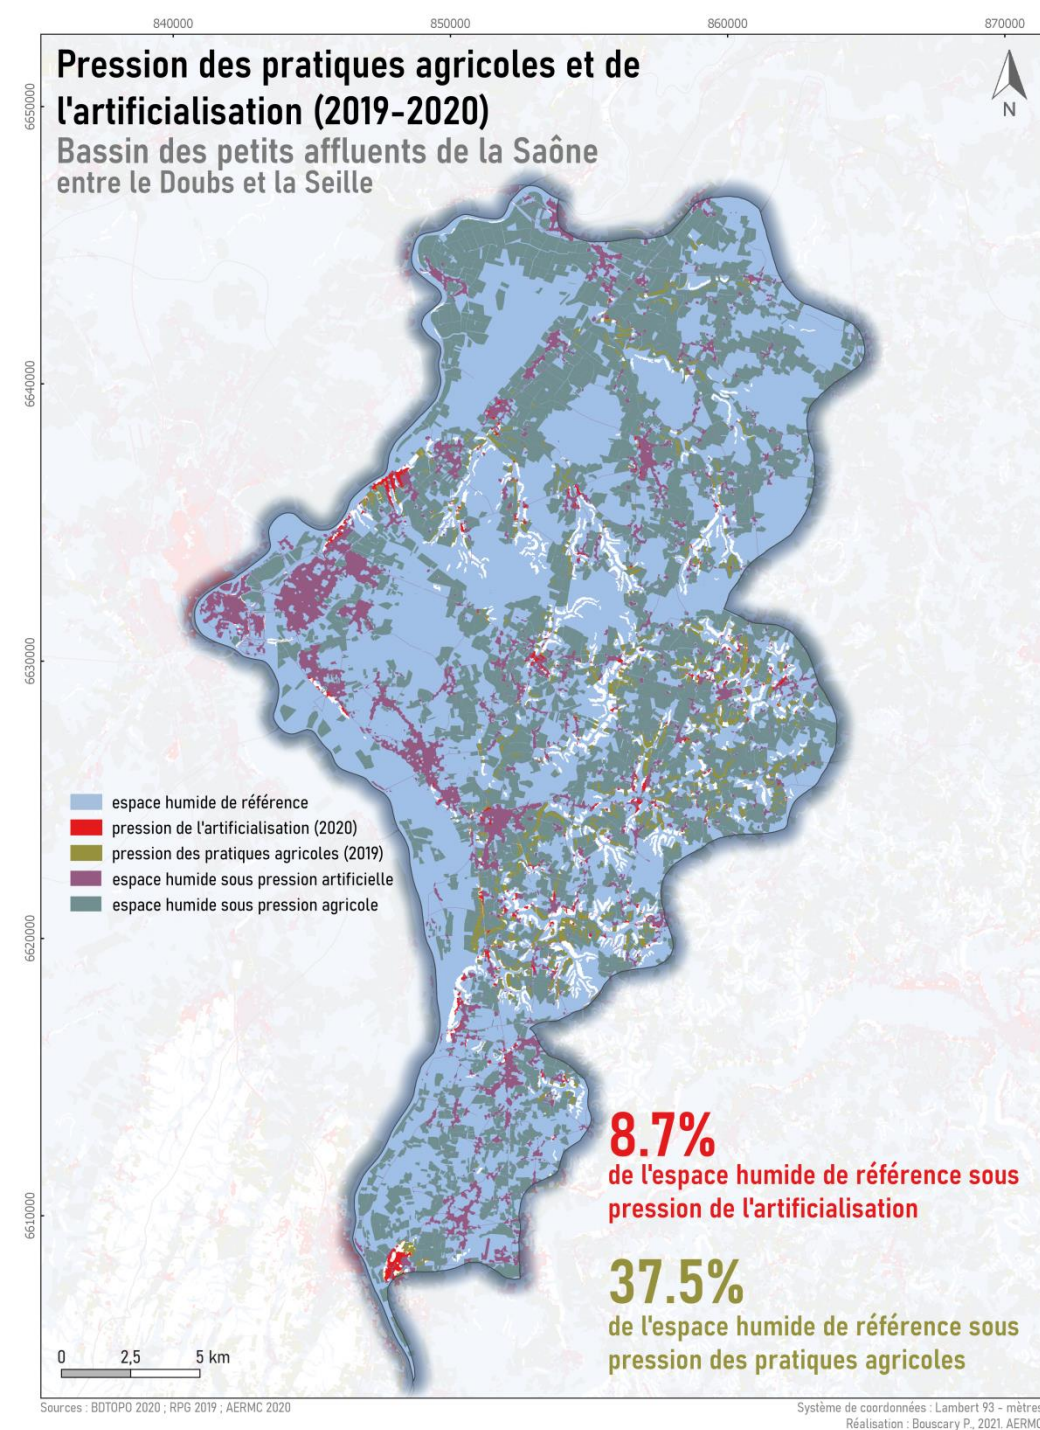 840000
850000
860000
870000
Pression des pratiques agricoles et de
l'artificialisation (2019-2020)
Bassin des petits affluents de la Saône
entre le Doubs et la Seille
N
6650000
6640000
6630000
6620000
6610000
espace humide de référence
pression de l'artificialisation (2020)
pression des pratiques agricoles (2019)
espace humide sous pression artificielle
espace humide sous pression agricole
8.7%
de l'espace humide de référence sous
pression de l'artificialisation
37.5%
de l'espace humide de référence sous
pression des pratiques agricoles
0 2,5 5 km
Sources : BDTOPO 2020 ; RPG 2019 ; AERMC 2020
Système de coordonnées : Lambert 93 - mètres
Réalisation : Bouscary P., 2021. AERMC